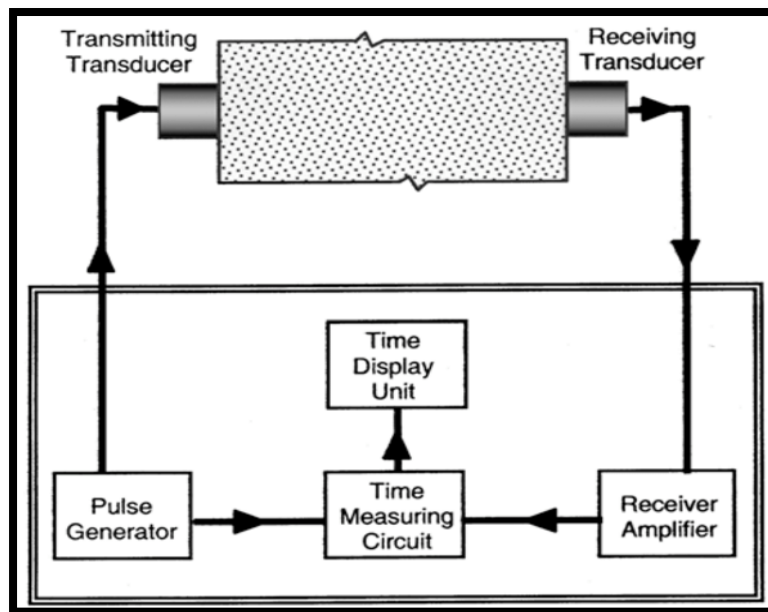 Transmitting
Transducer
Receiving
Transducer
Time
Display
Unit
Pulse
Generator
Time
Measuring
Circuit
Receiver
Amplifier